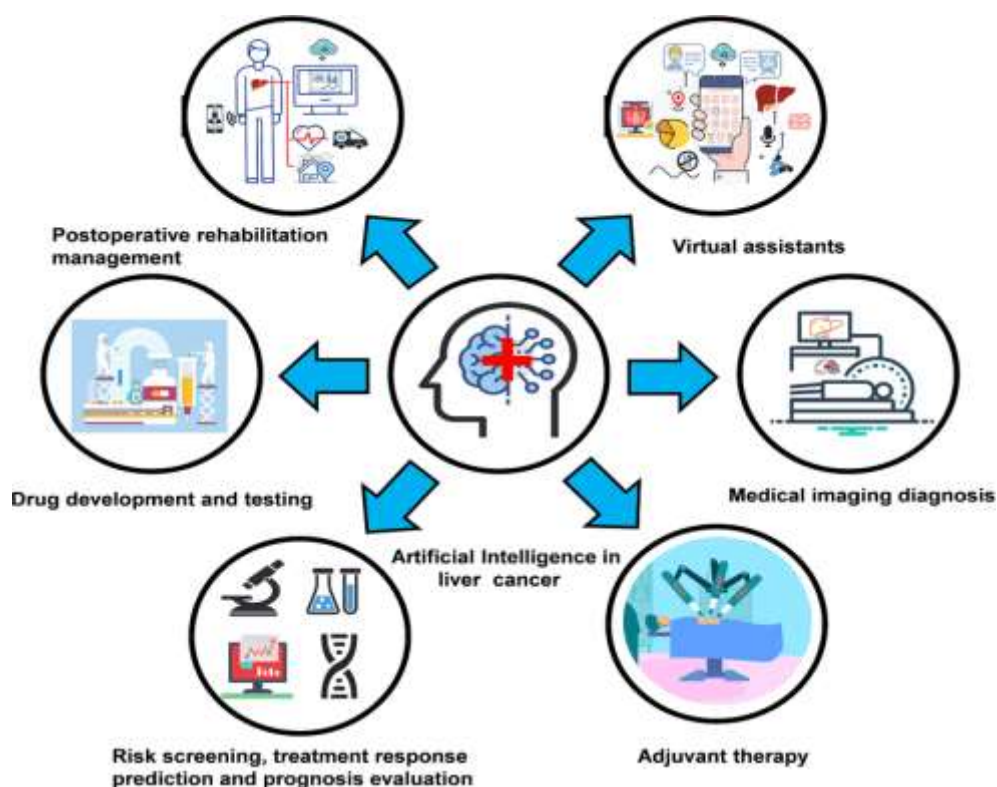 Postoperative rehabilitation
management
Virtual assistants
Drug development and testing
Medical imaging diagnosis
Artificial Intelligence in
liver cancer
Risk screening, treatment response
prediction and prognosis evaluation
Adjuvant therapy